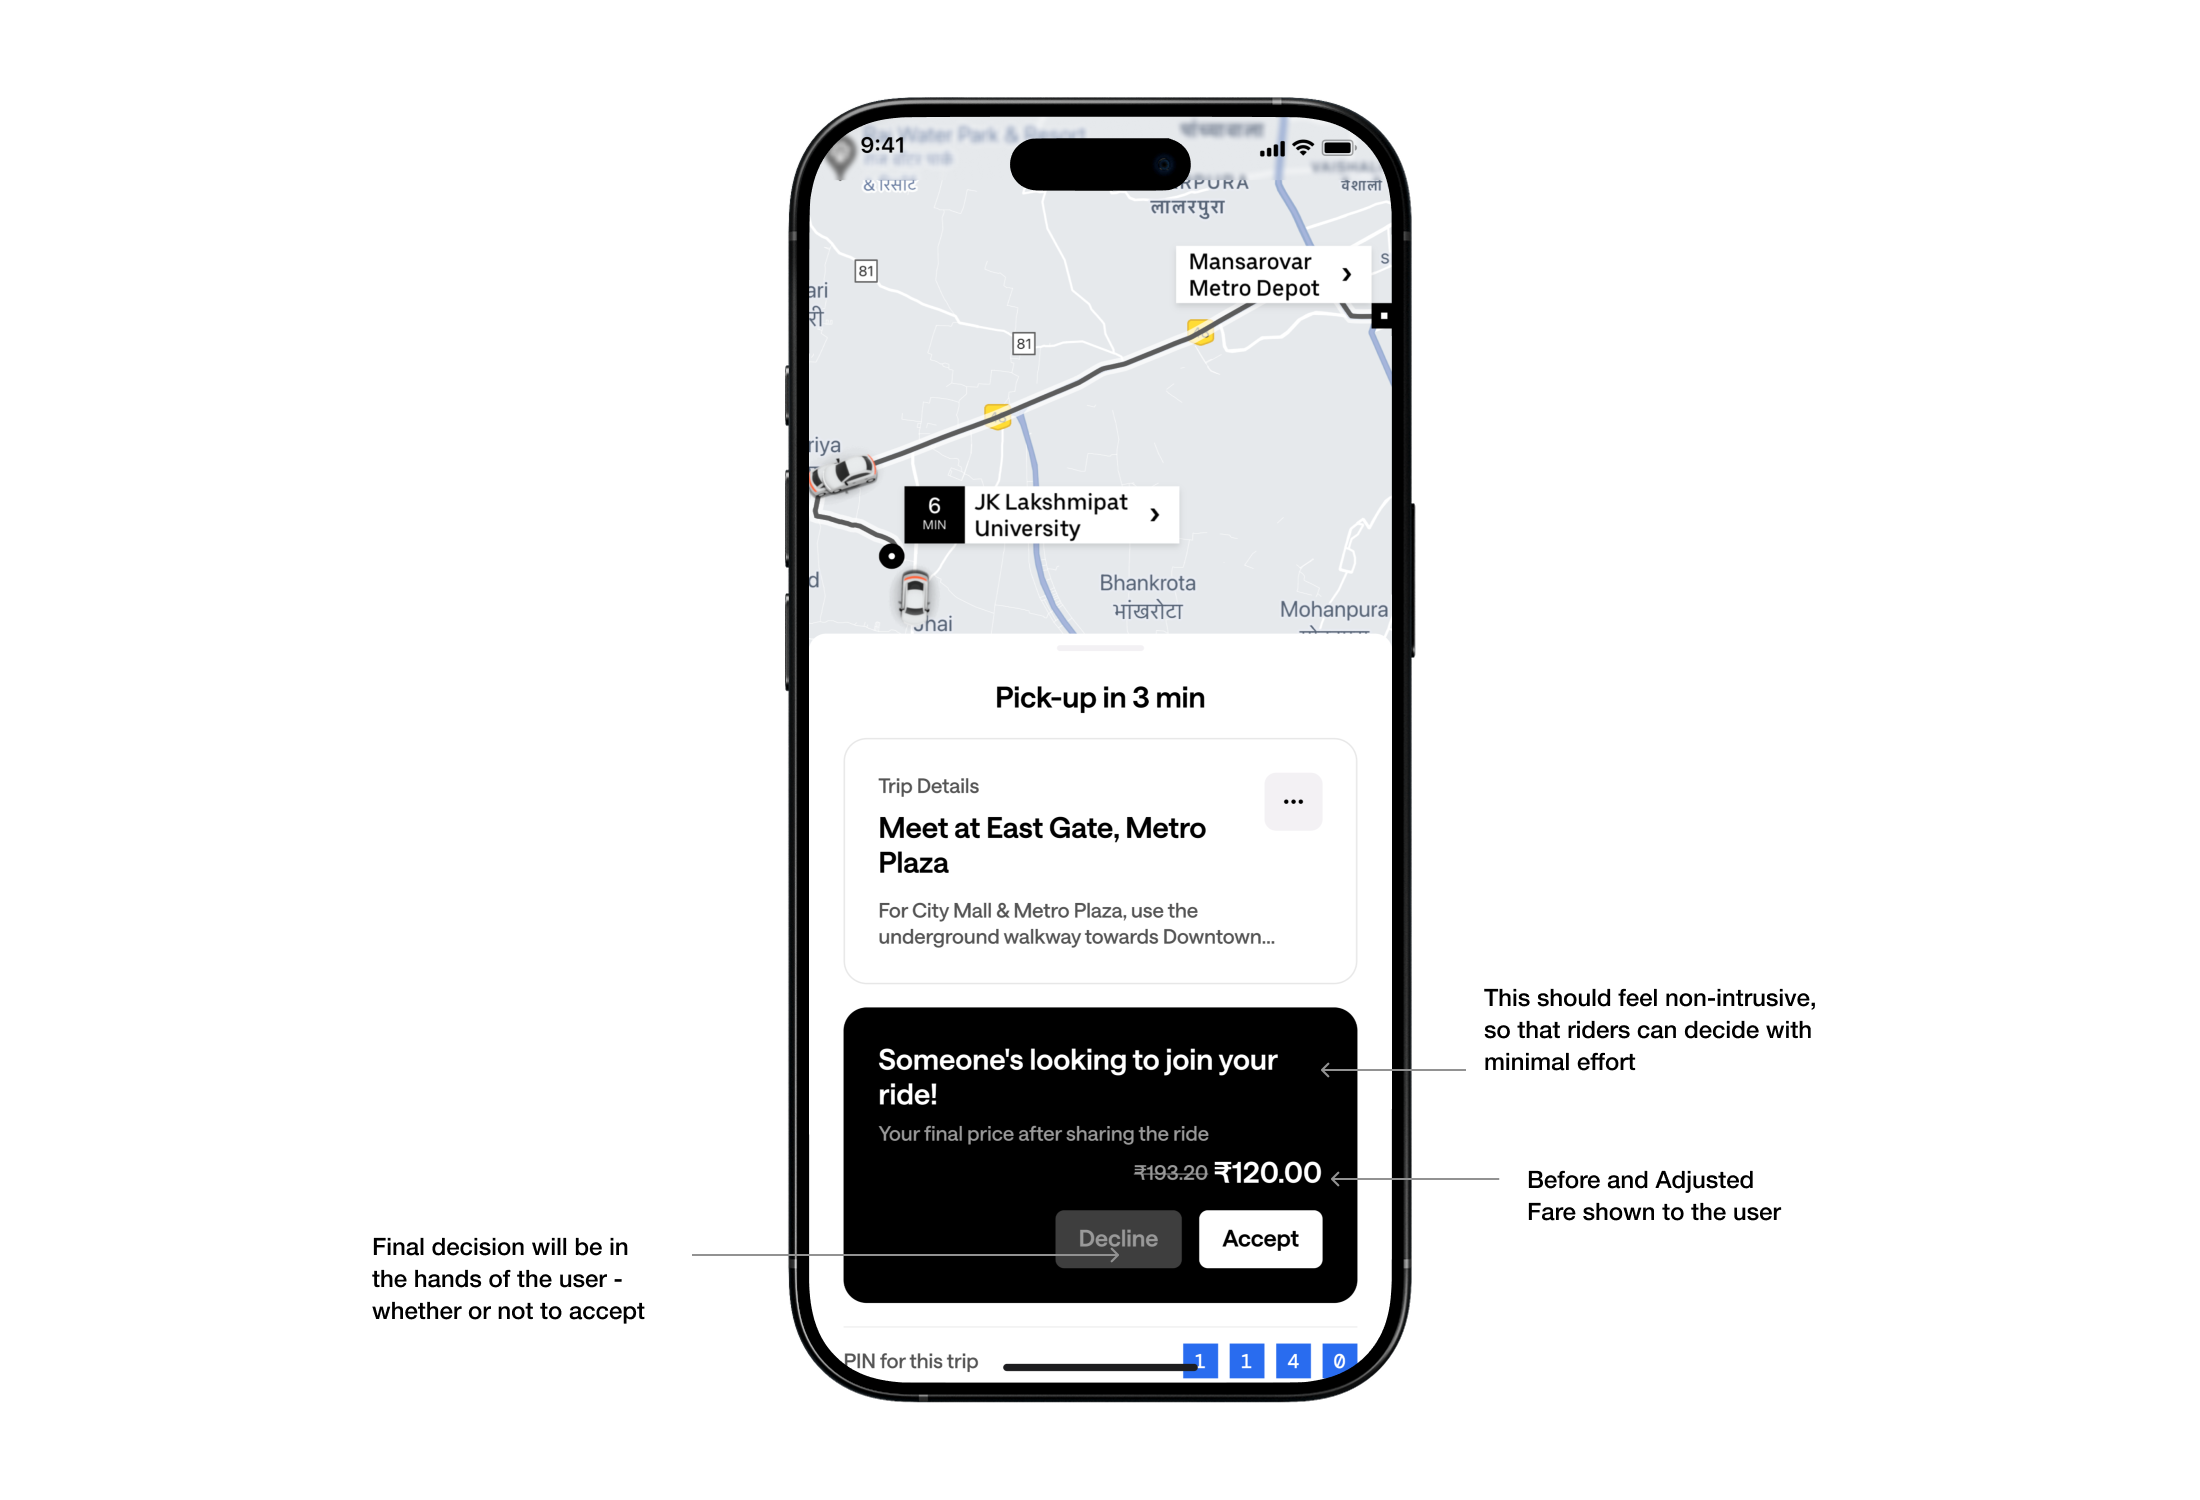 9:41
& रिसॉर्ट
RPURA
लालरपुरा
वैशाली
Mansarovar
Metro Depot
S
81
ari
री
81
riya
6
MIN
JK Lakshmipat
University
d
Bhankrota
भांखरोटा
Mohanpura
hai
Pick-up in 3 min
Trip Details
Meet at East Gate, Metro
Plaza
...
For City Mall & Metro Plaza, use the
underground walkway towards Downtown...
Someone's looking to join your
ride!
Your final price after sharing the ride
₹193.20 ₹120.00
Decline
Accept
PIN for this trip
1 1 4 0
This should feel non-intrusive,
so that riders can decide with
minimal effort
Before and Adjusted
Fare shown to the user
Final decision will be in
the hands of the user -
whether or not to accept